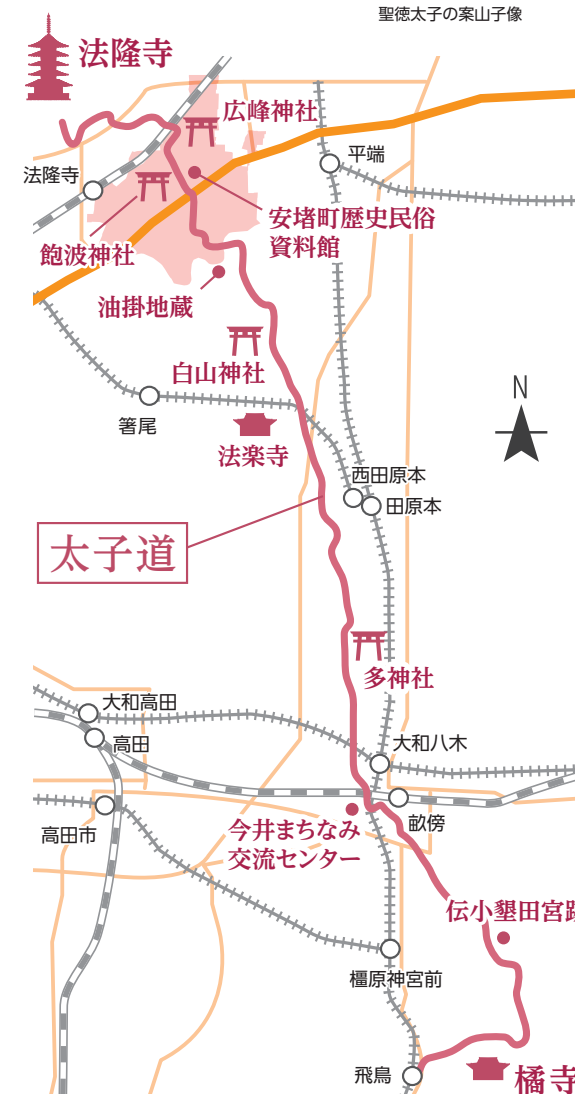 聖徳太子の案山子像
法隆寺
広峰神社
平端
法隆寺
安堵町歴史民俗
資料館
飽波神社
油掛地蔵
N
白山神社
箸尾
法楽寺
西田原本
田原本
太子道
多神社
大和高田
大和八木
高田
高田市
畝傍
今井まちなみ
交流センター
伝小墾田宮跡
橿原神宮前
飛鳥
橘寺